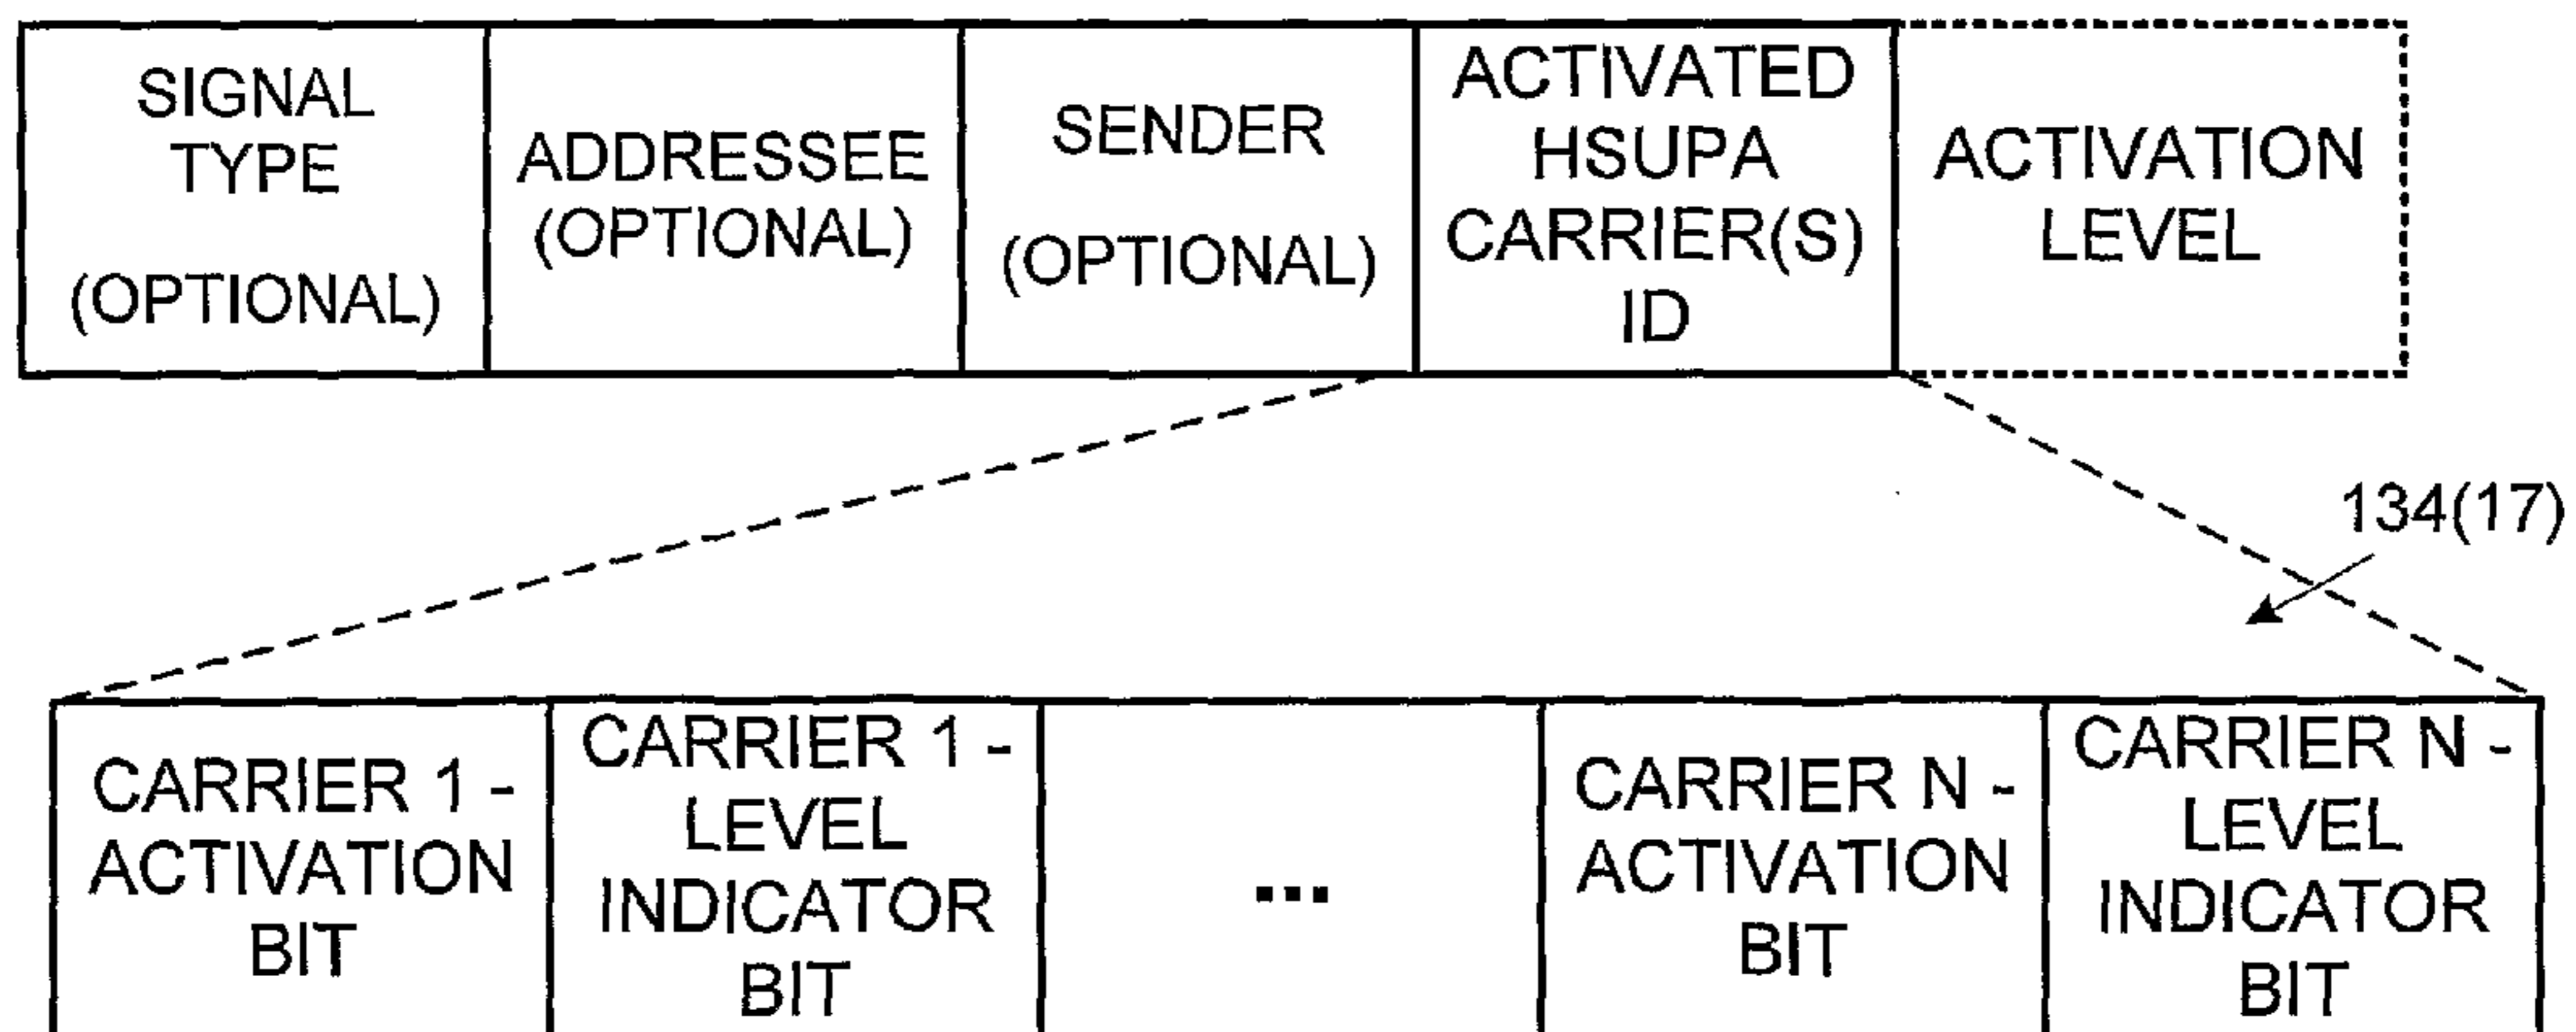 SIGNAL
TYPE
(OPTIONAL)
ADDRESSEE
(OPTIONAL)
SENDER
(OPTIONAL)
ACTIVATED
HSUPA
CARRIER(S)
ID
ACTIVATION
LEVEL
134(17)
CARRIER 1 -
ACTIVATION
BIT
CARRIER 1 -
LEVEL
INDICATOR
BIT
...
CARRIER N -
ACTIVATION
BIT
CARRIER N -
LEVEL
INDICATOR
BIT